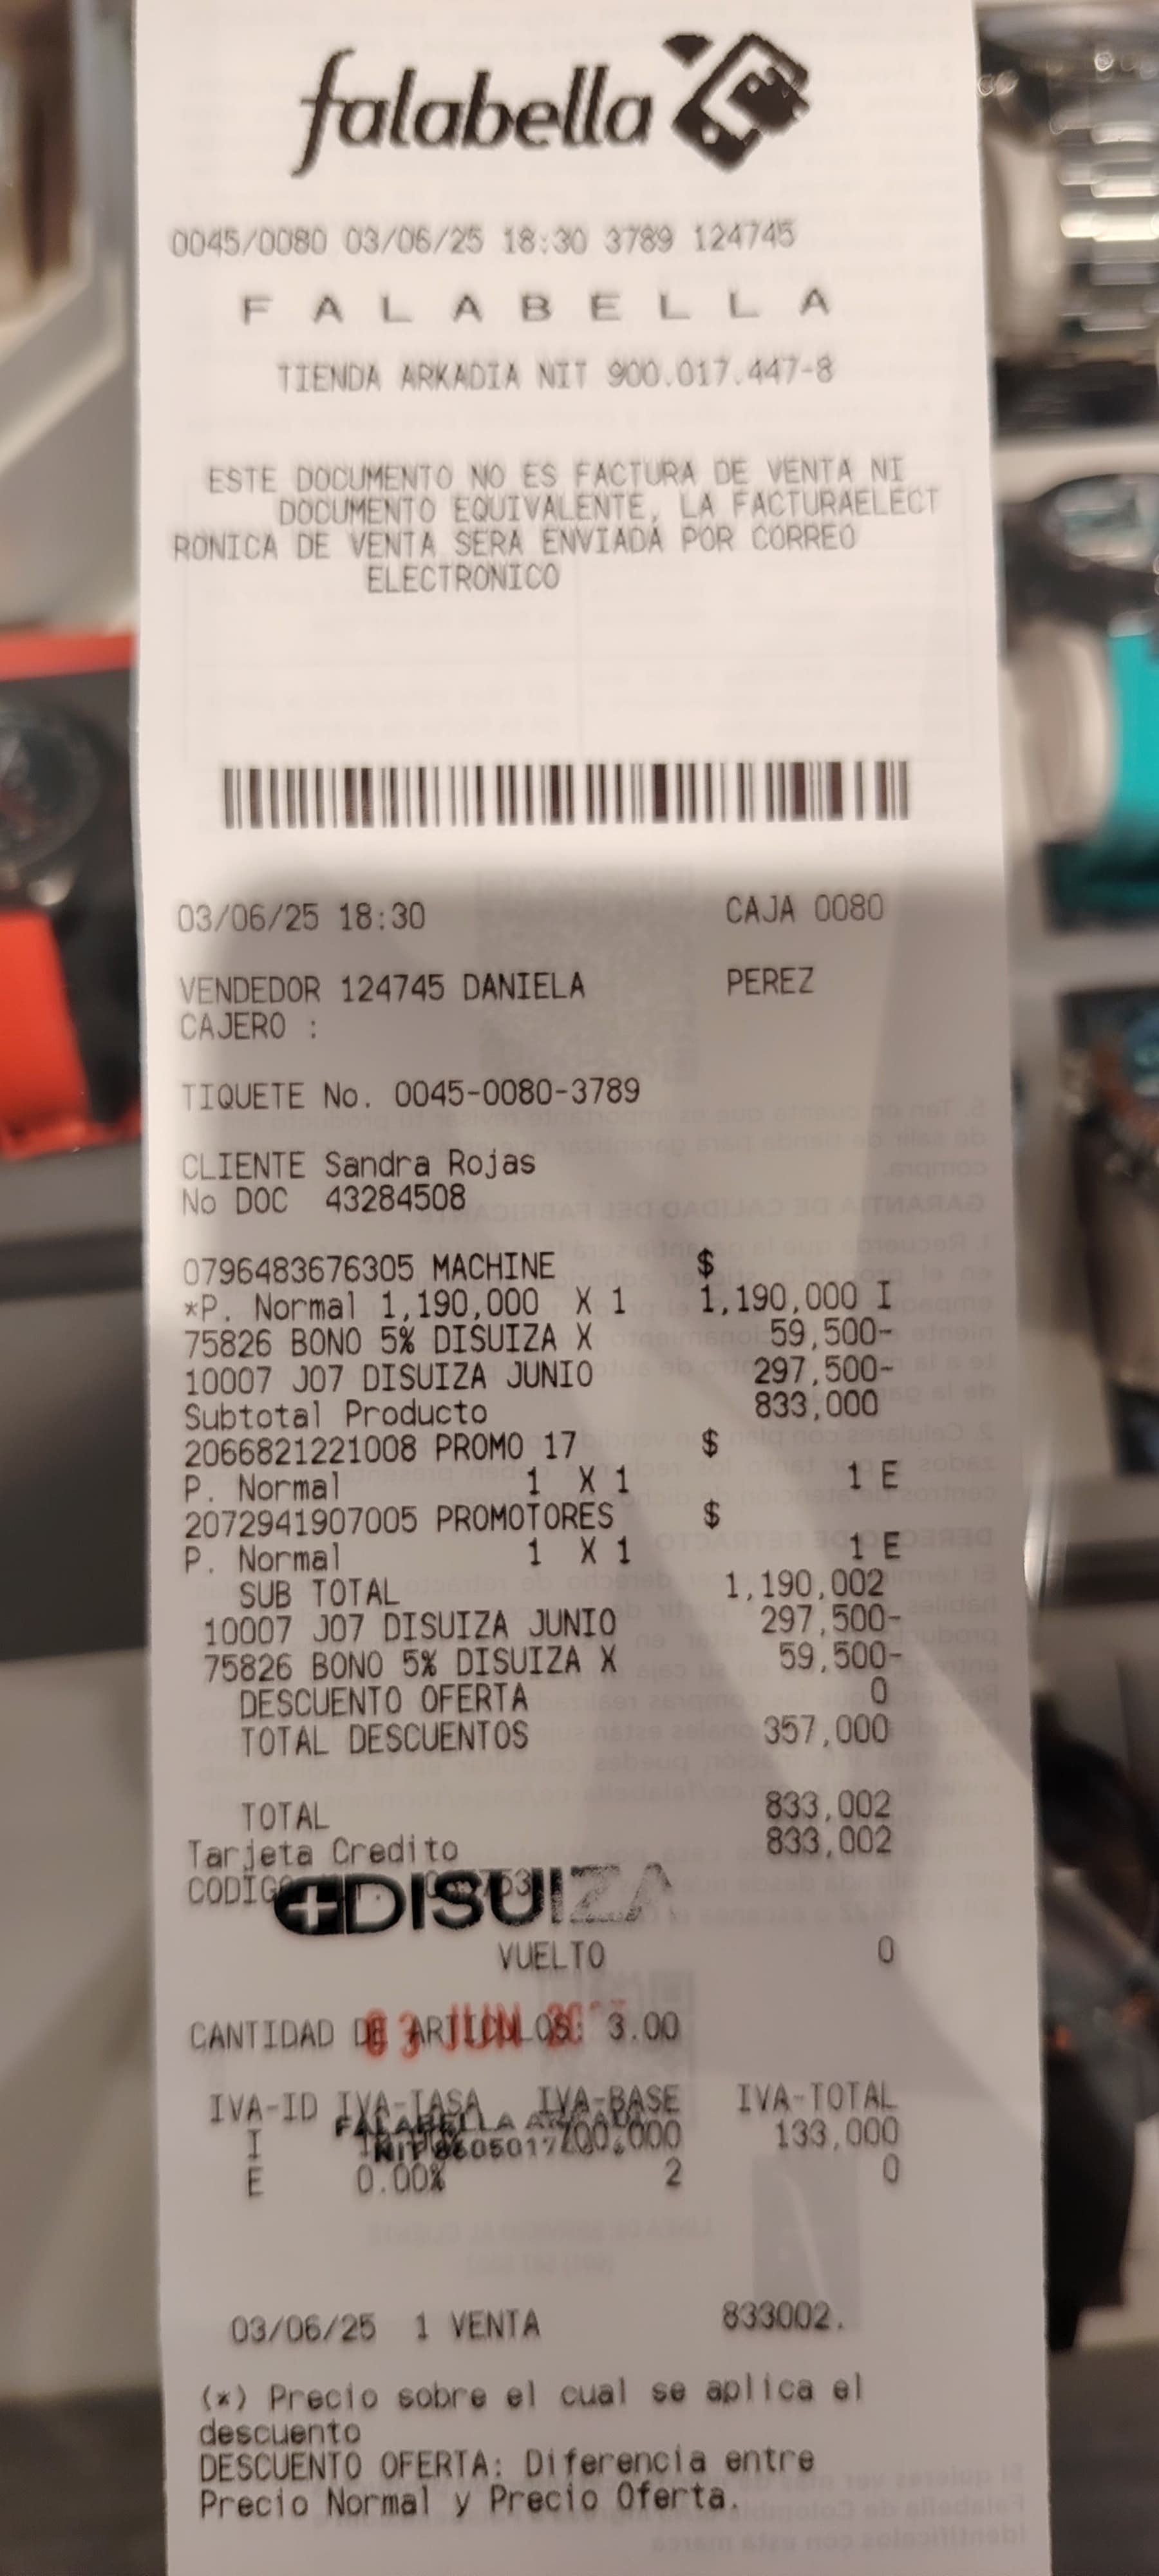 falabella
0045/0080 03/06/25 18:30 3789 124745
F A L A B E L L A
TIENDA ARKADIA NIT 900.017.447-8
ESTE DOCUMENTO NO ES FACTURA DE VENTA NI
DOCUMENTO EQUIVALENTE, LA FACTURAELECT
RONICA DE VENTA SERA ENVIADA POR CORREO
ELECTRONICO
03/06/25 18:30 CAJA 0080
VENDEDOR 124745 DANIELA PEREZ
CAJERO :
TIQUETE No. 0045-0080-3789
CLIENTE Sandra Rojas
No DOC 43284508
0796483676305 MACHINE $
*P. Normal 1,190,000 X 1 1,190,000 I
75826 BONO 5% DISUIZA X 59,500-
10007 J07 DISUIZA JUNIO 297,500-
Subtotal Producto 833,000
2066821221008 PROMO 17 $
P. Normal 1 X 1 1 E
2072941907005 PROMOTORES $
P. Normal 1 X 1 1 E
SUB TOTAL 1,190,002
10007 J07 DISUIZA JUNIO 297,500-
75826 BONO 5% DISUIZA X 59,500-
DESCUENTO OFERTA 0
TOTAL DESCUENTOS 357,000
TOTAL 833,002
Tarjeta Credito 833,002
DISUIZA
VUELTO 0
CANTIDAD DE ARTICULOS: 3.00
03 JUN
IVA-ID IVA-TASA IVA-BASE IVA-TOTAL
FALABELLA
I 700,000 133,000
NIT
E 0.00% 2 0
03/06/25 1 VENTA 833002.
(*) Precio sobre el cual se aplica el
descuento
DESCUENTO OFERTA: Diferencia entre
Precio Normal y Precio Oferta.